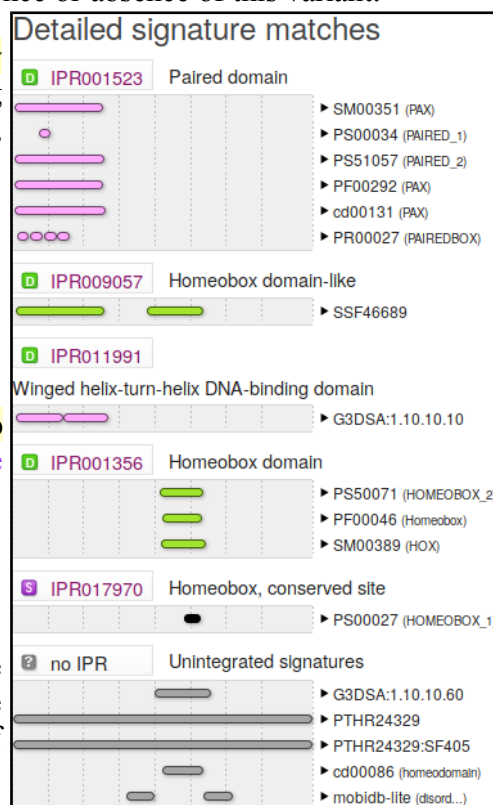 Detailed signature matches
D IPR001523 Paired domain
SM00351 (PAX)
PS00034 (PAIRED_1)
PS51057 (PAIRED_2)
PF00292 (PAX)
cd00131 (PAX)
PR00027 (PAIREDBOX)
D IPR009057 Homeobox domain-like
SSF46689
D IPR011991
Winged helix-turn-helix DNA-binding domain
G3DSA:1.10.10.10
D IPR001356 Homeobox domain
PS50071 (HOMEOBOX_2
PF00046 (Homeobox)
SM00389 (HOX)
S IPR017970 Homeobox, conserved site
PS00027 (HOMEOBOX_1)
? no IPR Unintegrated signatures
G3DSA:1.10.10.60
PTHR24329
PTHR24329:SF405
cd00086 (homeodomain)
mobidb-lite (disord...)